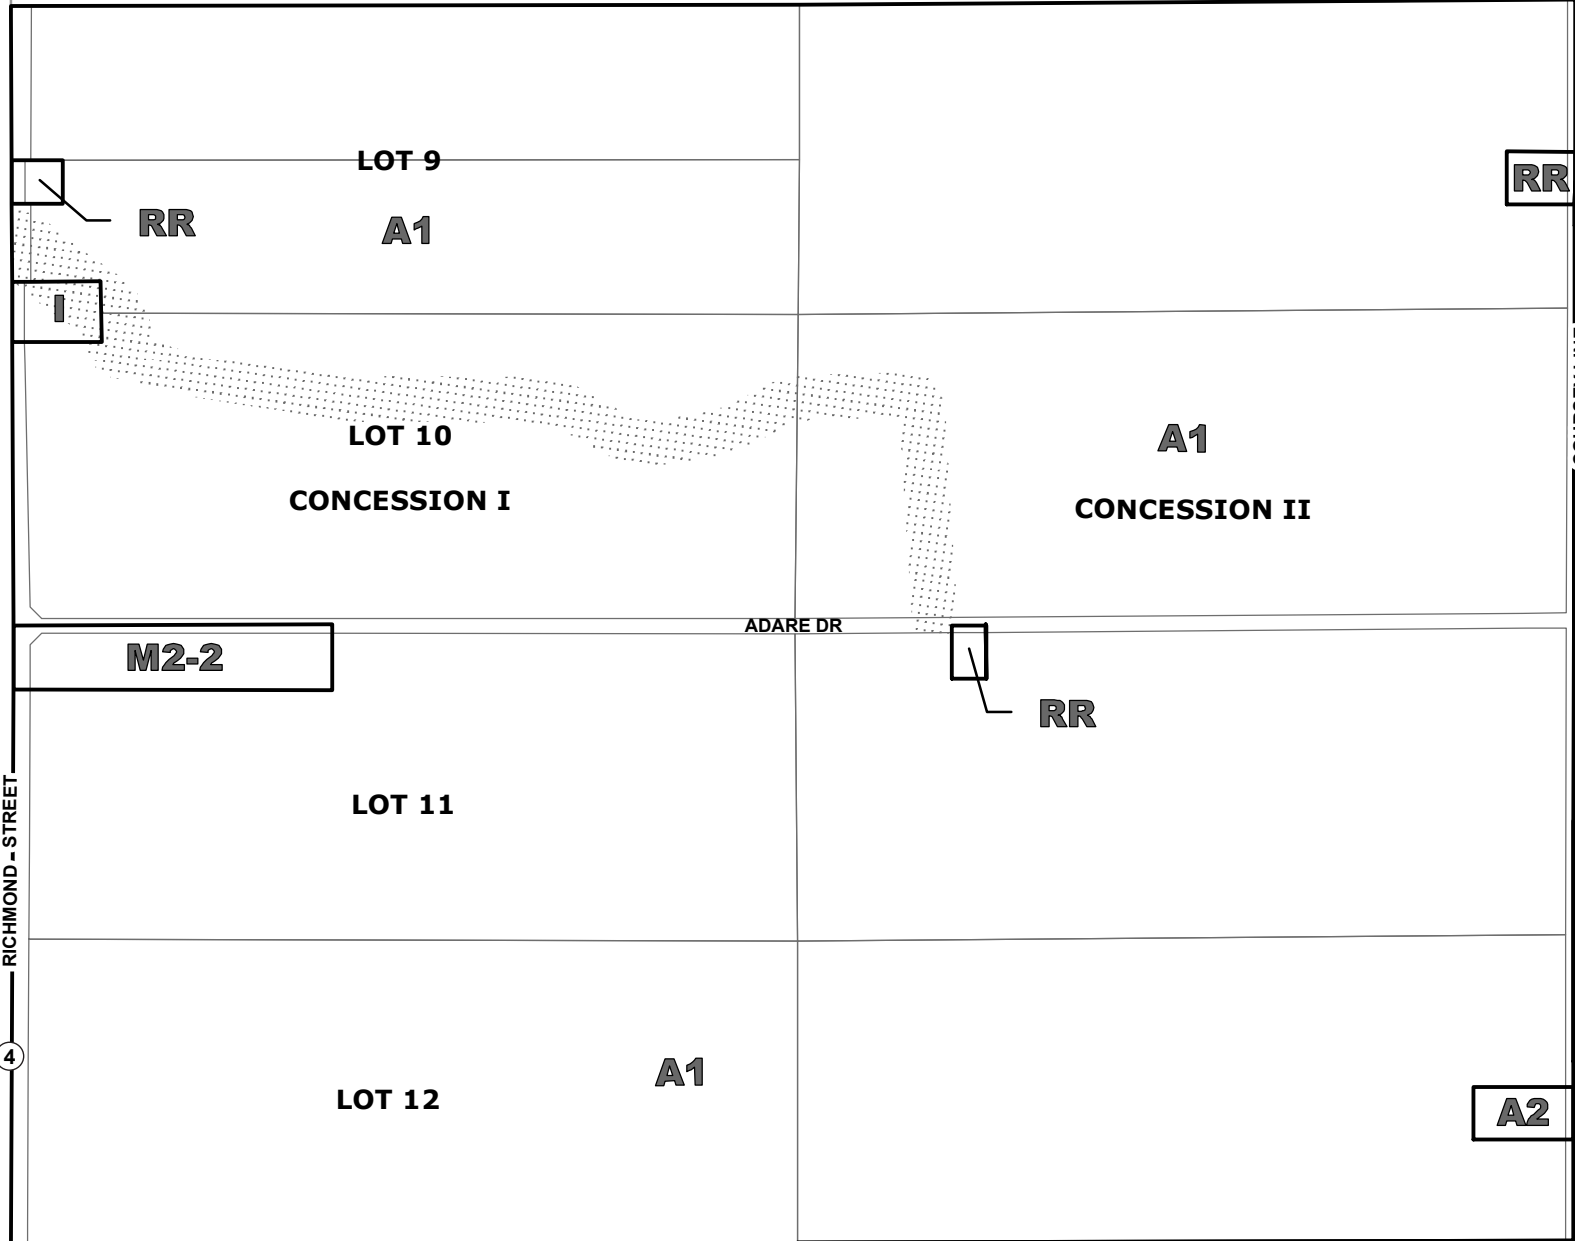 LOT 9
RR
RR
A1
I
LOT 10
A1
CONCESSION I
CONCESSION II
ADARE DR
M2-2
RR
LOT 11
RICHMOND - STREET
4
A1
LOT 12
A2